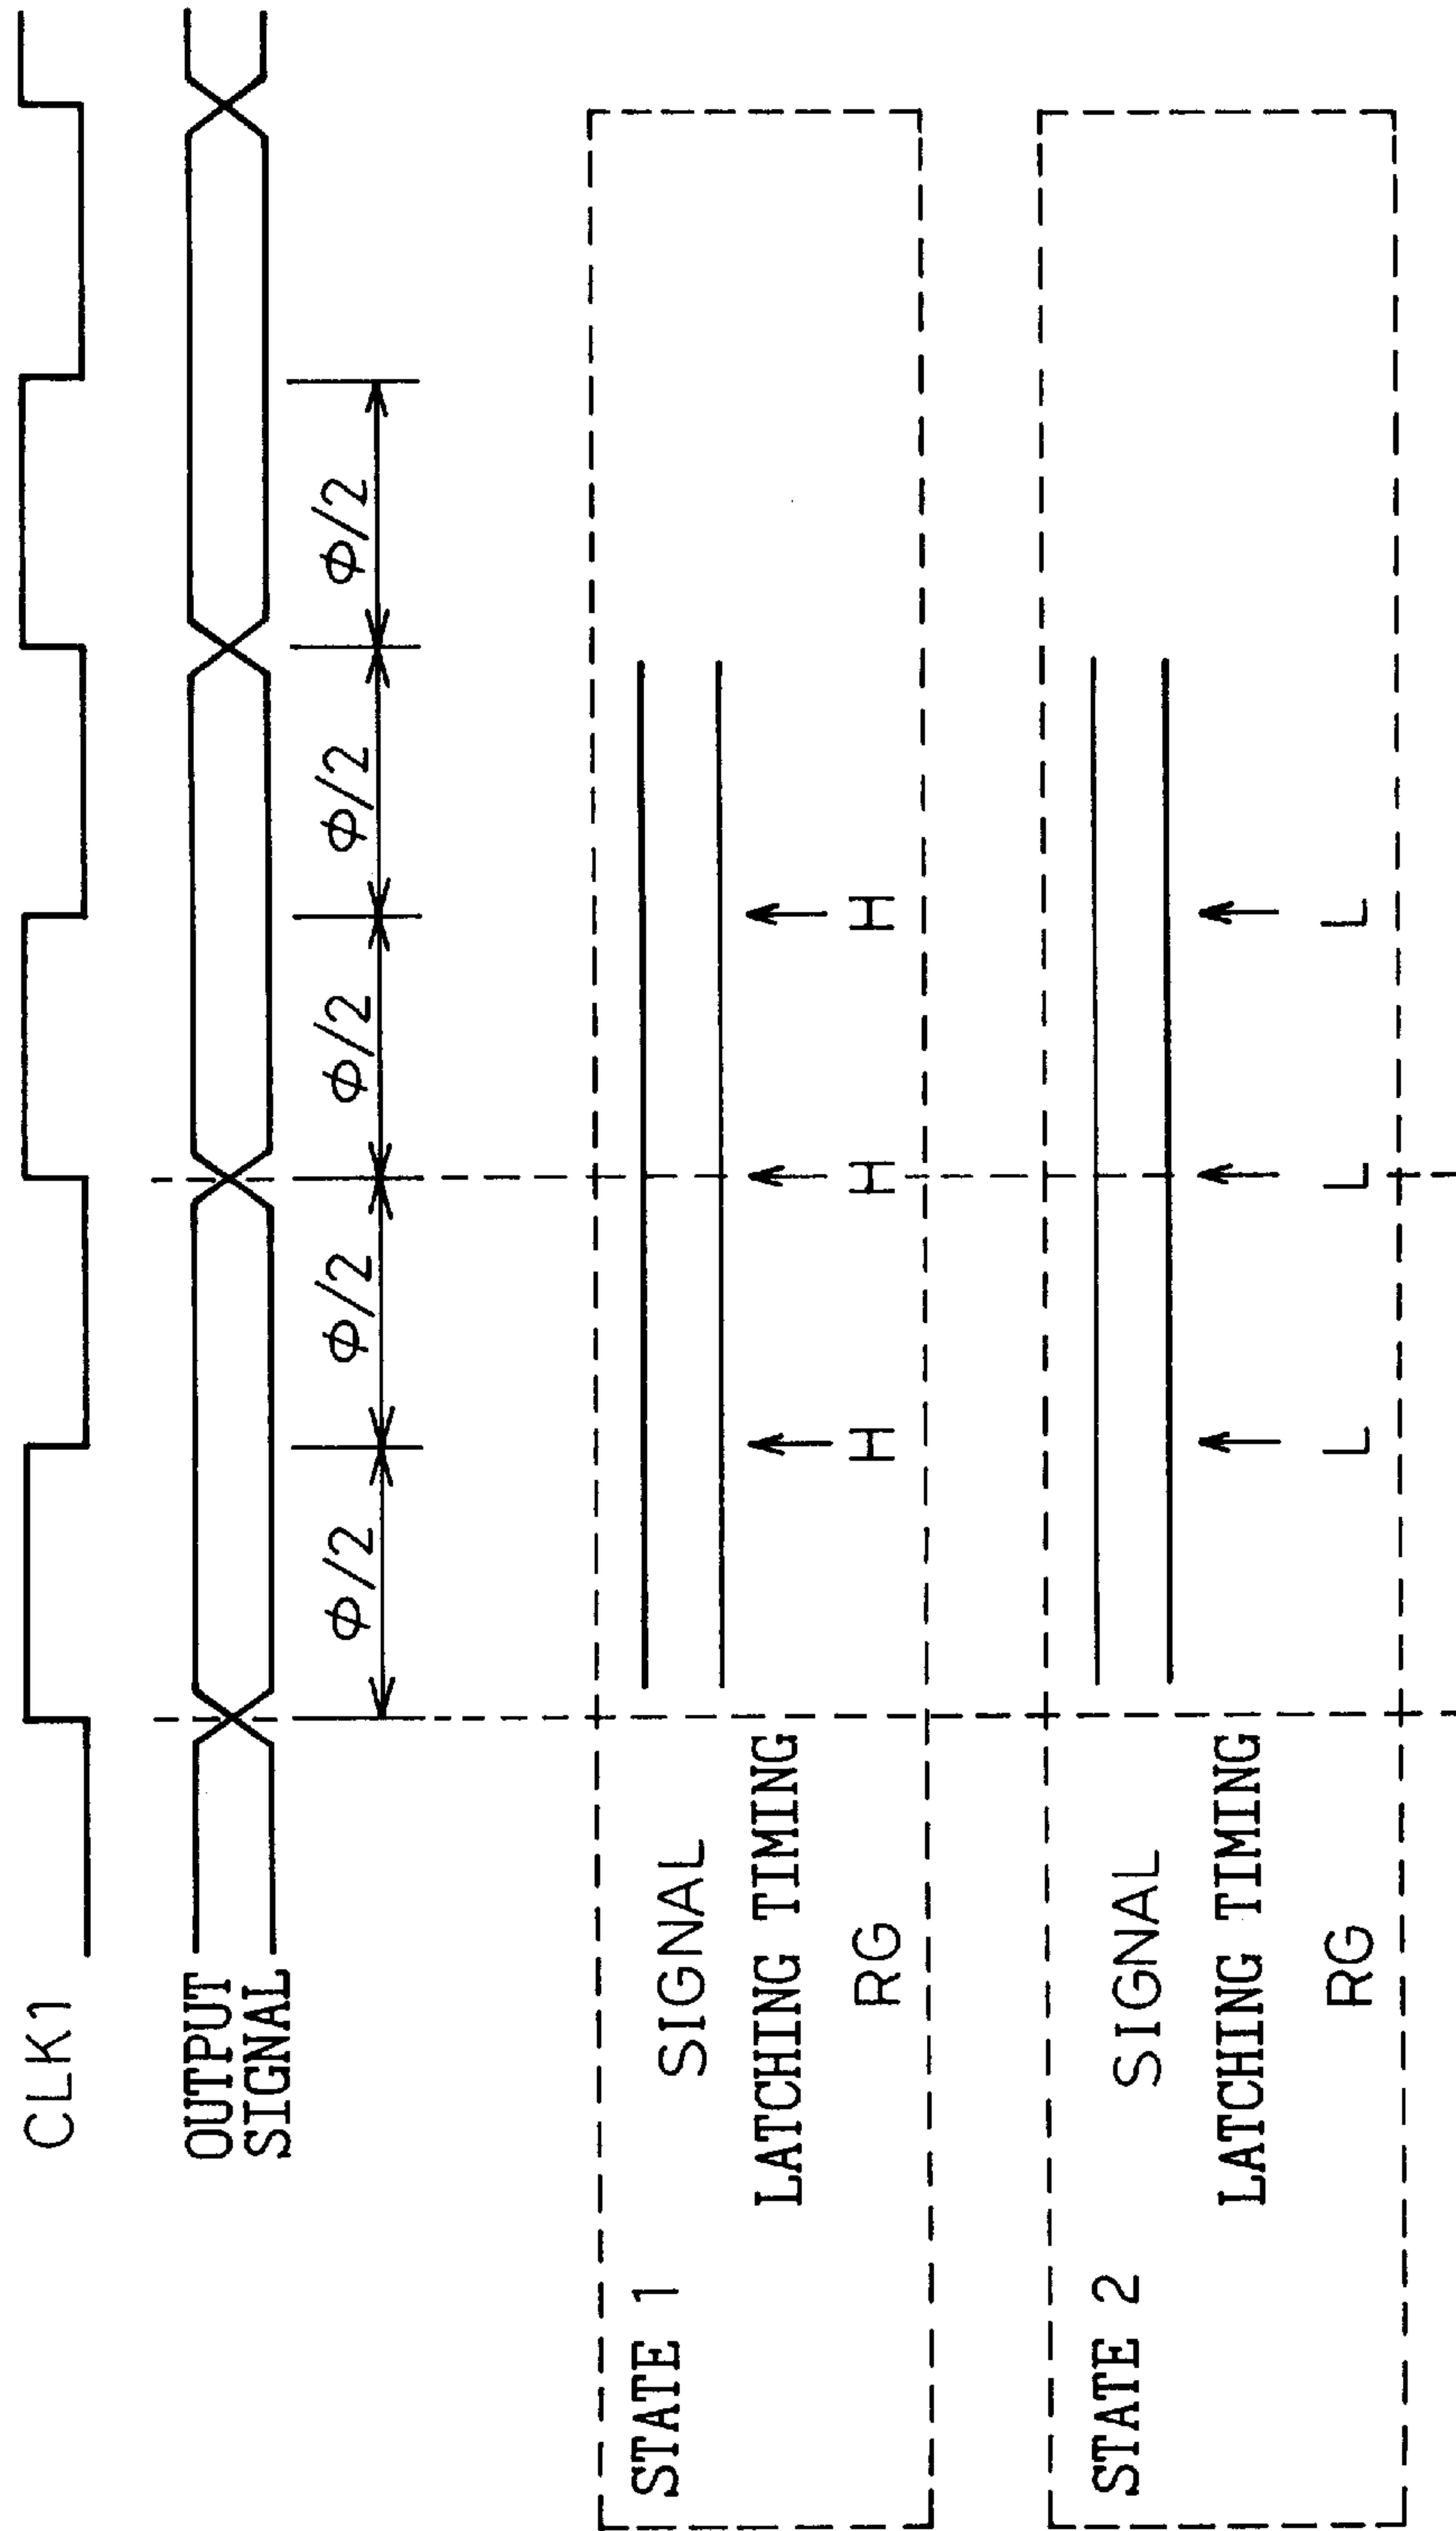 CLK1
OUTPUT
SIGNAL
ϕ/2 ϕ/2 ϕ/2 ϕ/2 ϕ/2
STATE 1
SIGNAL
LATCHING TIMING
RG H H H
STATE 2
SIGNAL
LATCHING TIMING
RG L L L